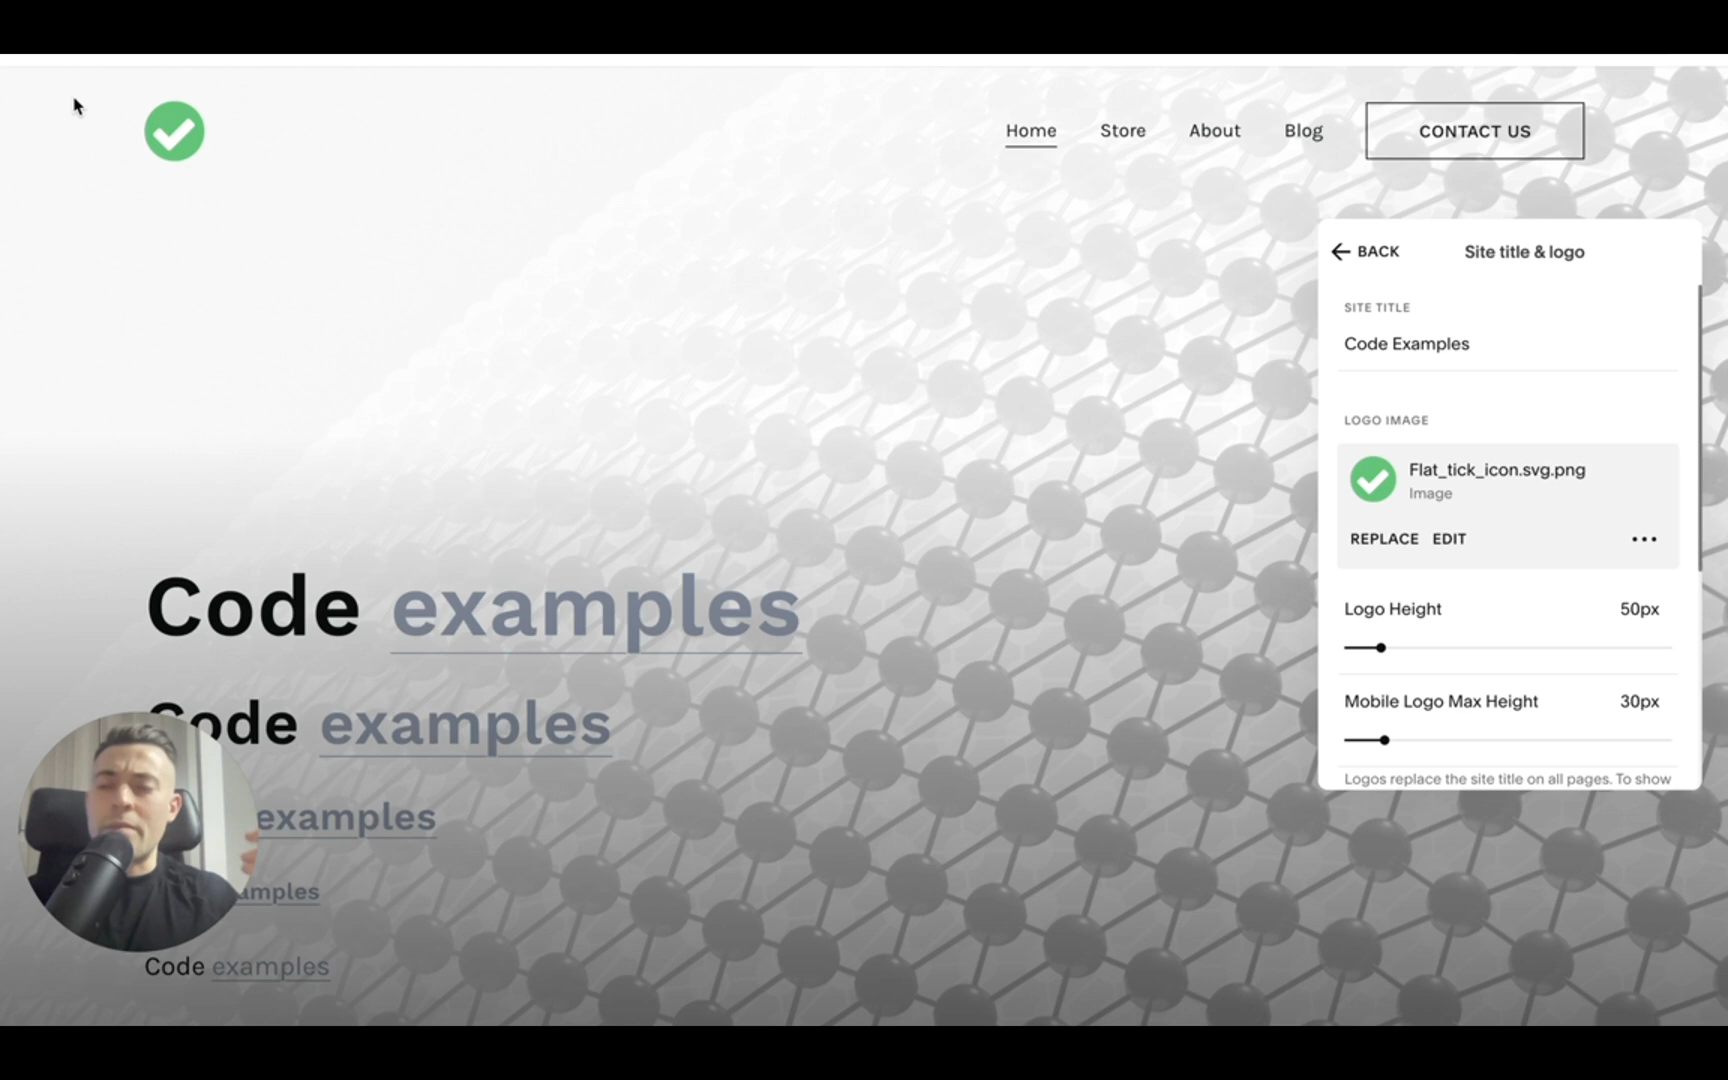 Home Store About Blog CONTACT US
BACK Site title & logo
SITE TITLE
Code Examples
LOGO IMAGE
Flat_tick_icon.svg.png
Image
REPLACE EDIT
Logo Height 50px
Mobile Logo Max Height 30px
Logos replace the site title on all pages. To show
Code examples
Code examples
examples
Code examples